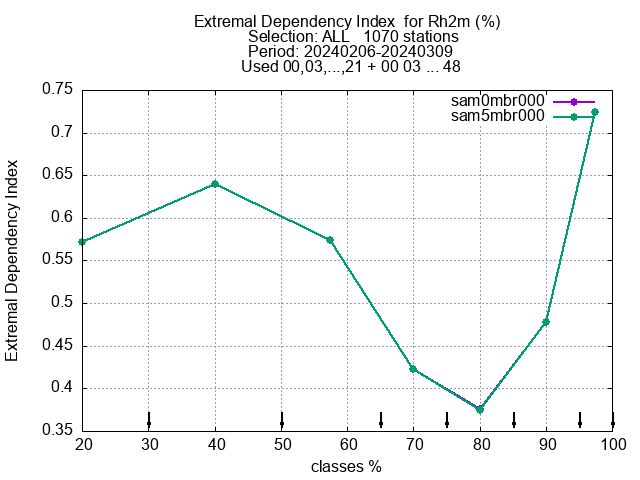 Extremal Dependency Index  for Rh2m (%)
Selection: ALL   1070 stations
Period: 20240206-20240309
Used 00,03,...,21 + 00 03 ... 48
sam0mbr000
sam5mbr000
Extremal Dependency Index
0.75
0.7
0.65
0.6
0.55
0.5
0.45
0.4
0.35
20 30 40 50 60 70 80 90 100
classes %